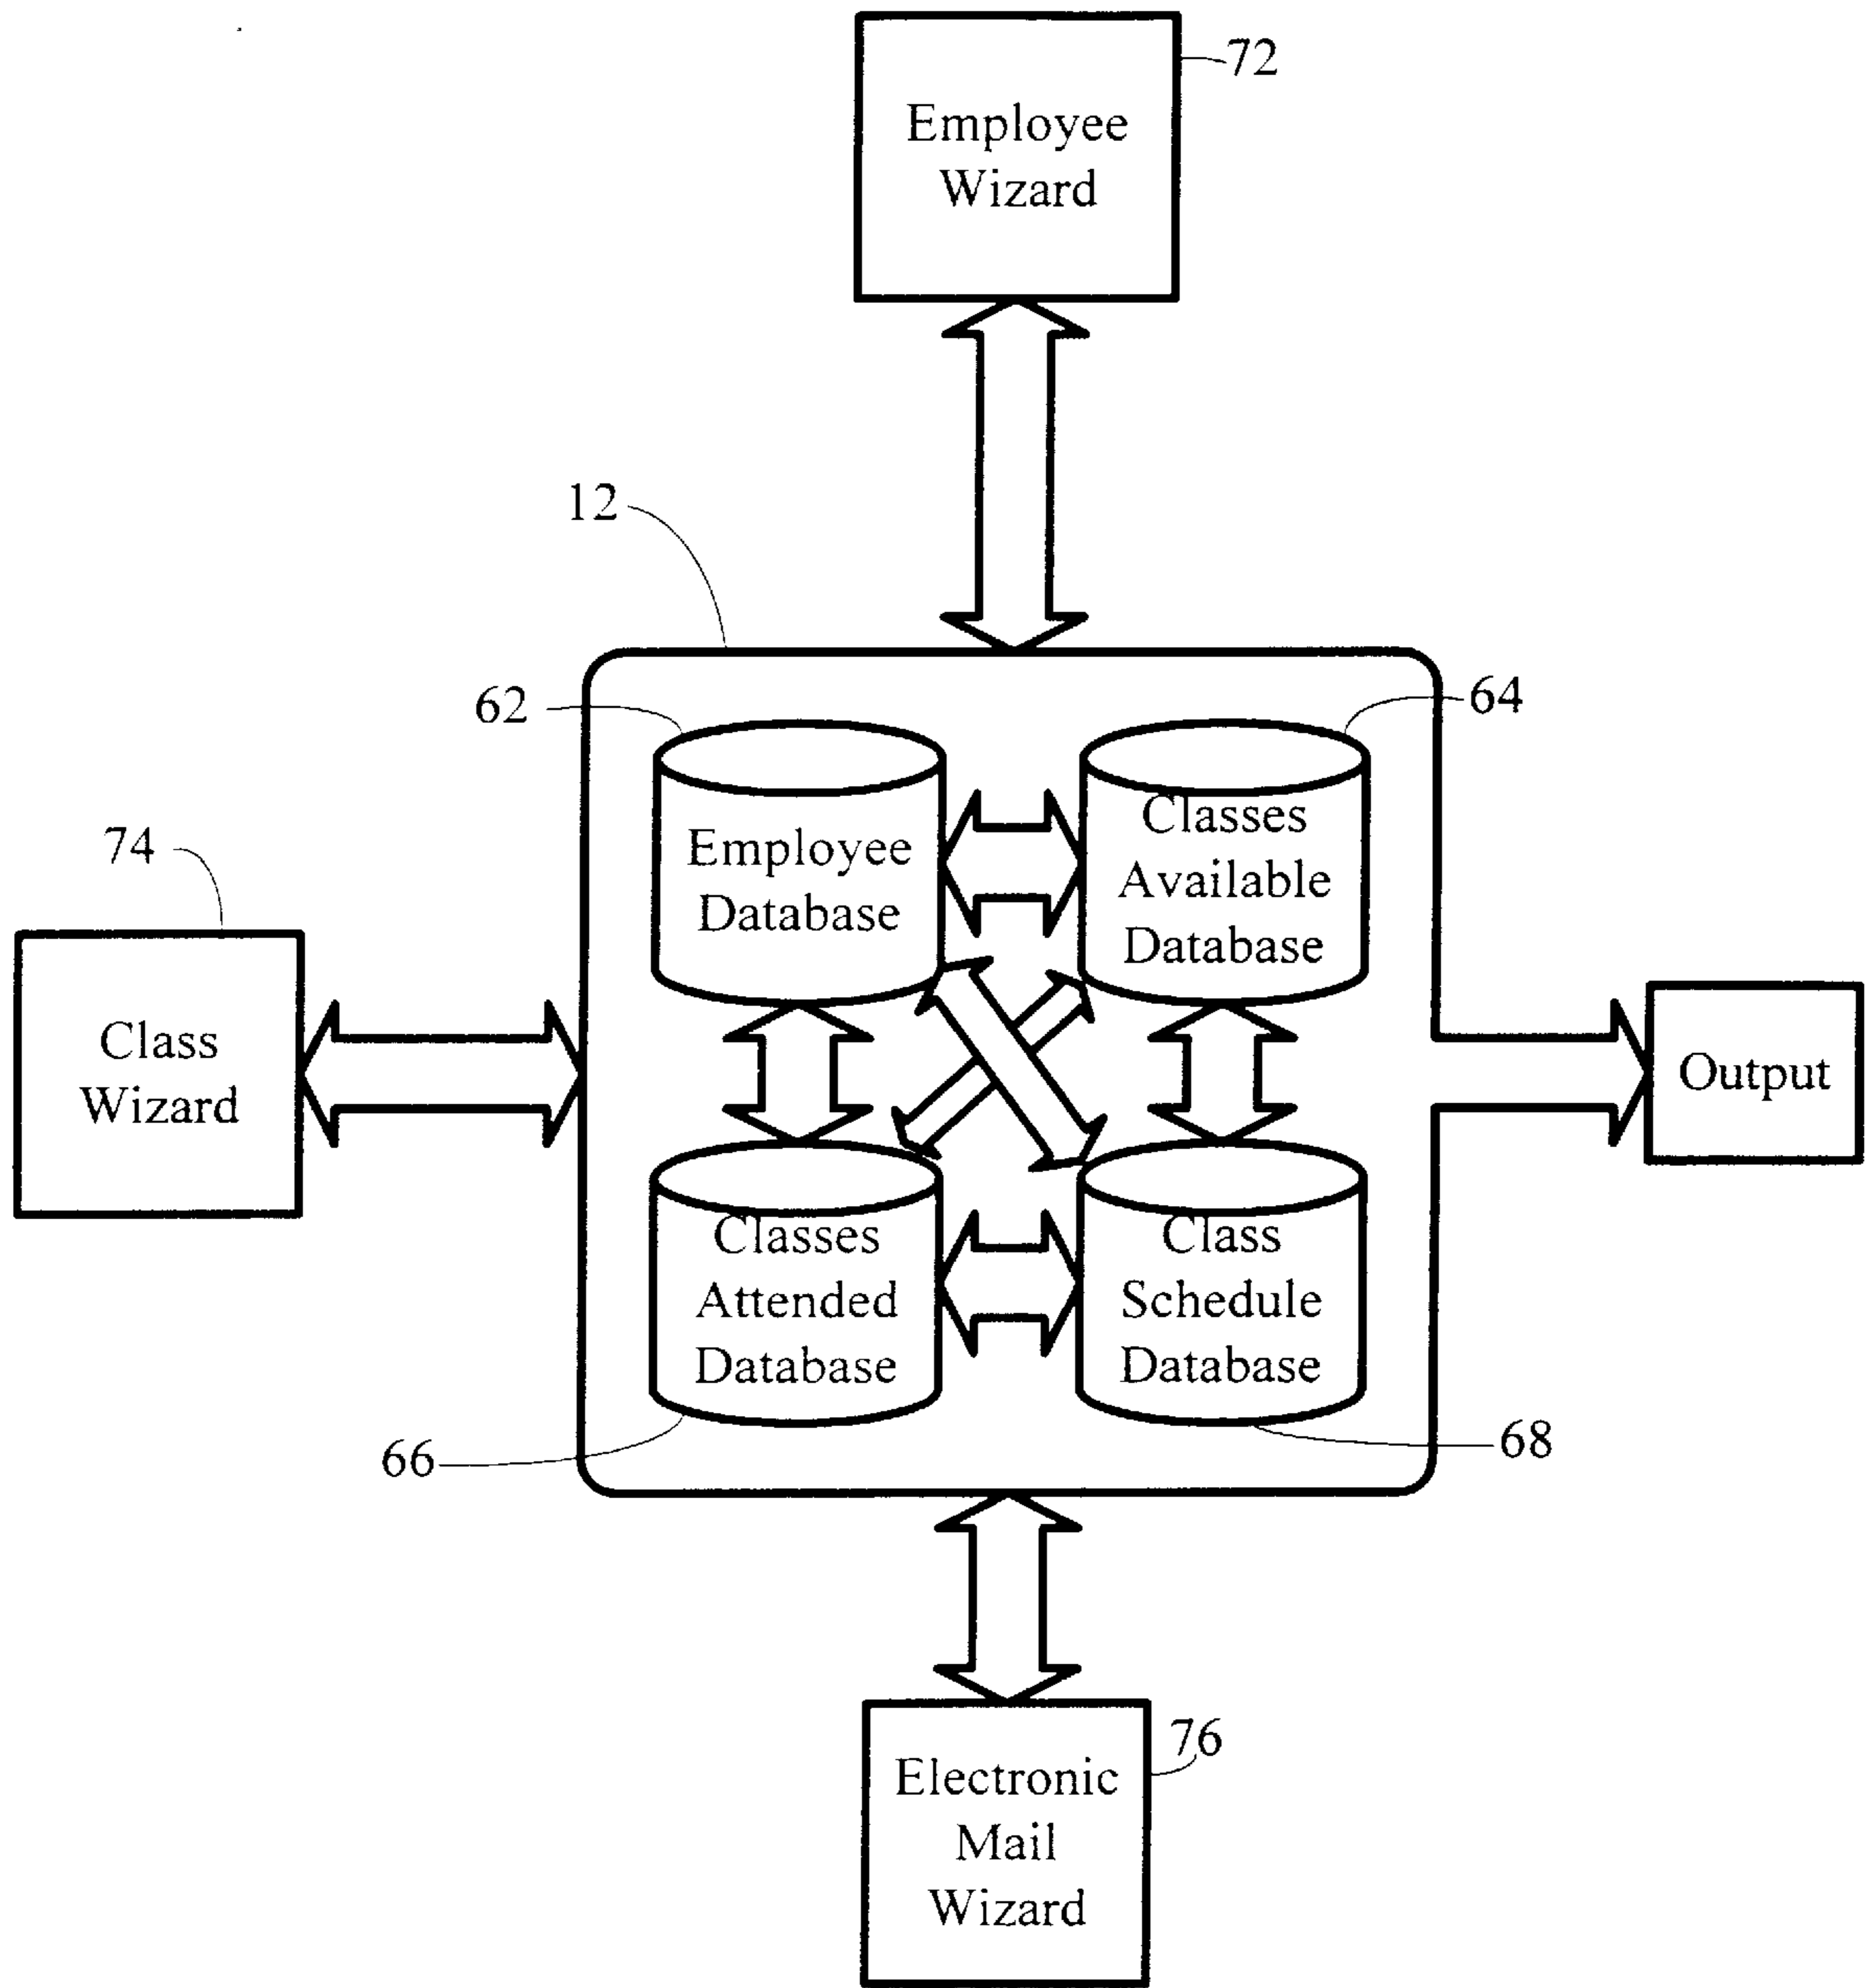 72
Employee
Wizard
12
62
64
Employee
Database
Classes
Available
Database
74
Class
Wizard
Output
Classes
Attended
Database
Class
Schedule
Database
66
68
76
Electronic
Mail
Wizard